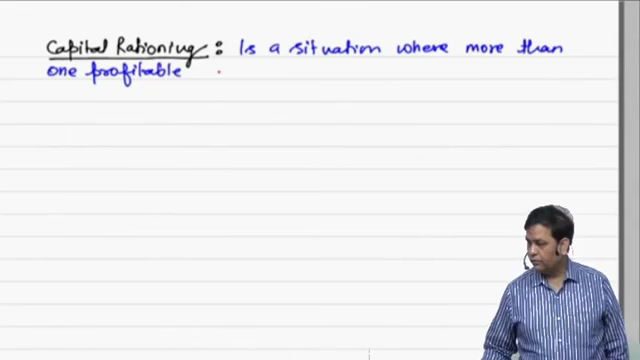 Capital Rationing : Is a situation where more than
one profitable